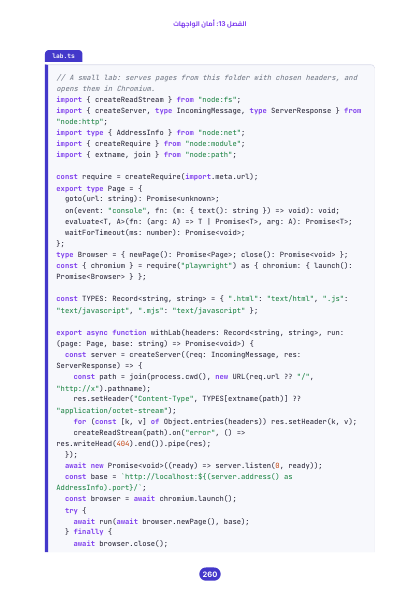 الفصل 13: أمان الواجهات
lab.ts
// A small lab: serves pages from this folder with chosen headers, and
opens them in Chromium.
import { createReadStream } from "node:fs";
import { createServer, type IncomingMessage, type ServerResponse } from
"node:http";
import type { AddressInfo } from "node:net";
import { createRequire } from "node:module";
import { extname, join } from "node:path";

const require = createRequire(import.meta.url);
export type Page = {
  goto(url: string): Promise<unknown>;
  on(event: "console", fn: (m: { text(): string }) => void): void;
  evaluate<T, A>(fn: (arg: A) => T | Promise<T>, arg: A): Promise<T>;
  waitForTimeout(ms: number): Promise<void>;
};
type Browser = { newPage(): Promise<Page>; close(): Promise<void> };
const { chromium } = require("playwright") as { chromium: { launch():
Promise<Browser> } };

const TYPES: Record<string, string> = { ".html": "text/html", ".js":
"text/javascript", ".mjs": "text/javascript" };

export async function withLab(headers: Record<string, string>, run:
(page: Page, base: string) => Promise<void>) {
  const server = createServer((req: IncomingMessage, res:
ServerResponse) => {
    const path = join(process.cwd(), new URL(req.url ?? "/",
"http://x").pathname);
    res.setHeader("Content-Type", TYPES[extname(path)] ??
"application/octet-stream");
    for (const [k, v] of Object.entries(headers)) res.setHeader(k, v);
    createReadStream(path).on("error", () =>
res.writeHead(404).end()).pipe(res);
  });
  await new Promise<void>((ready) => server.listen(0, ready));
  const base = `http://localhost:${(server.address() as
AddressInfo).port}/`;
  const browser = await chromium.launch();
  try {
    await run(await browser.newPage(), base);
  } finally {
    await browser.close();
260